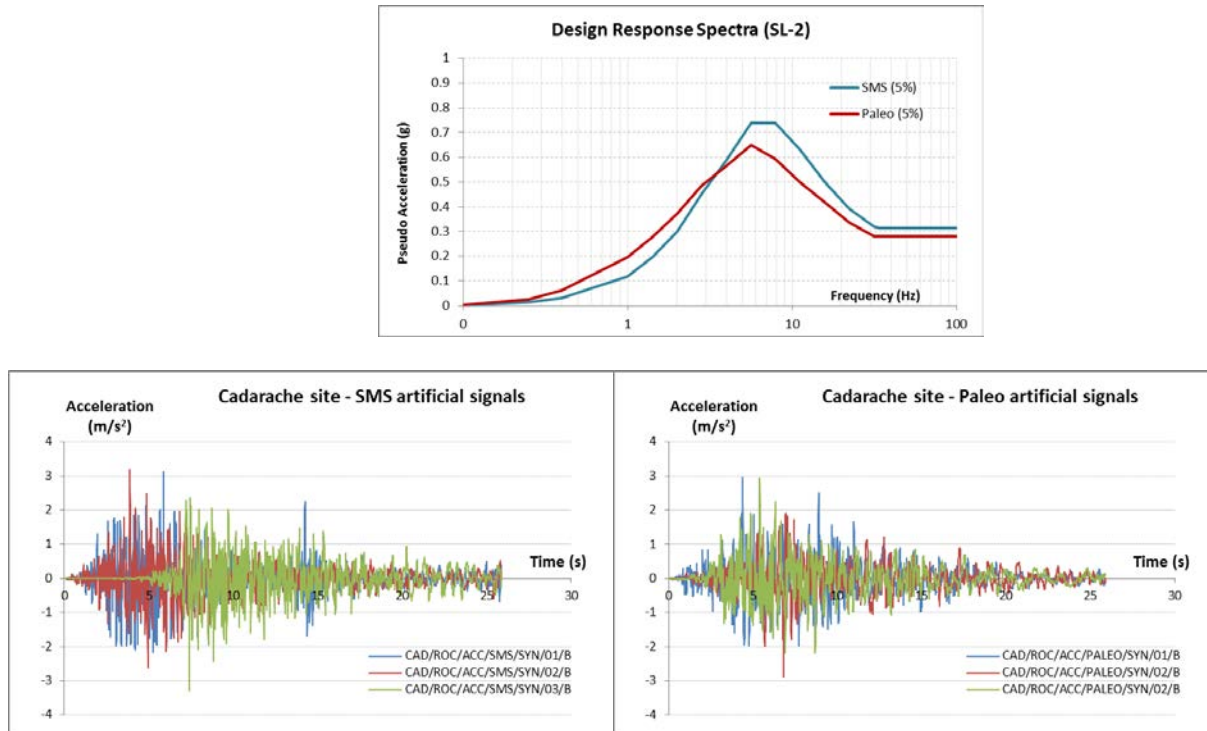 Design Response Spectra (SL-2)
Pseudo Acceleration (g)
1
0.9
0.8
0.7
0.6
0.5
0.4
0.3
0.2
0.1
0
SMS (5%)
Paleo (5%)
Frequency (Hz)
0 1 10 100
Cadarache site - SMS artificial signals
Acceleration
(m/s²)
4
3
2
1
0
-1
-2
-3
-4
Time (s)
0 5 10 15 20 25 30
CAD/ROC/ACC/SMS/SYN/01/B
CAD/ROC/ACC/SMS/SYN/02/B
CAD/ROC/ACC/SMS/SYN/03/B
Cadarache site - Paleo artificial signals
Acceleration
(m/s²)
4
3
2
1
0
-1
-2
-3
-4
Time (s)
0 5 10 15 20 25 30
CAD/ROC/ACC/PALEO/SYN/01/B
CAD/ROC/ACC/PALEO/SYN/02/B
CAD/ROC/ACC/PALEO/SYN/02/B